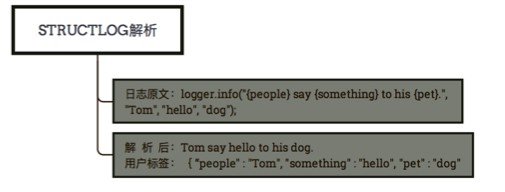 STRUCTLOG解析
日志原文：logger.info("{people} say {something} to his {pet}.",
"Tom", "hello", "dog");
解 析 后：Tom say hello to his dog.
用户标签： { "people" : "Tom", "something" : "hello", "pet" : "dog"